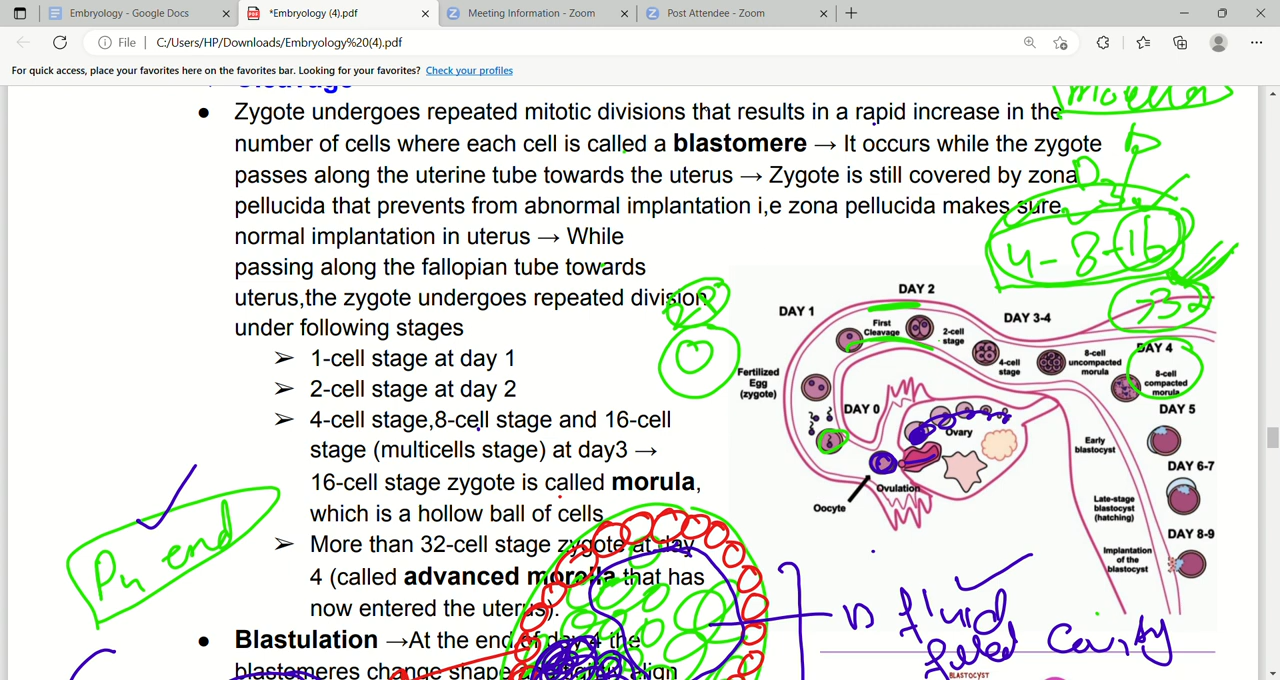 Embryology - Google Docs
*Embryology (4).pdf
Meeting Information - Zoom
Post Attendee - Zoom
File
C:/Users/HP/Downloads/Embryology%20(4).pdf
For quick access, place your favorites here on the favorites bar. Looking for your favorites? Check your profiles
Cleavage
Zygote undergoes repeated mitotic divisions that results in a rapid increase in the
number of cells where each cell is called a blastomere → It occurs while the zygote
passes along the uterine tube towards the uterus → Zygote is still covered by zona
pellucida that prevents from abnormal implantation i,e zona pellucida makes sure
normal implantation in uterus → While
passing along the fallopian tube towards
uterus,the zygote undergoes repeated division
under following stages
➢ 1-cell stage at day 1
➢ 2-cell stage at day 2
➢ 4-cell stage,8-cell stage and 16-cell
stage (multicells stage) at day3 →
16-cell stage zygote is called morula,
which is a hollow ball of cells
➢ More than 32-cell stage zygote at day
4 (called advanced morella that has
now entered the uterus).
Blastulation →At the end of day 4 the
blastomeres change shape and align
morella
4-8-16
>32
DAY 2
DAY 1
First
Cleavage
2-cell
stage
DAY 3-4
4-cell
stage
8-cell
uncompacted
morula
DAY 4
8-cell
compacted
morula
Fertilized
Egg
(zygote)
DAY 0
Ovary
DAY 5
Early
blastocyst
Ovulation
Oocyte
DAY 6-7
Late-stage
blastocyst
(hatching)
DAY 8-9
Implantation
of the
blastocyst
end
fluid
filled cavity
BLASTOCYST